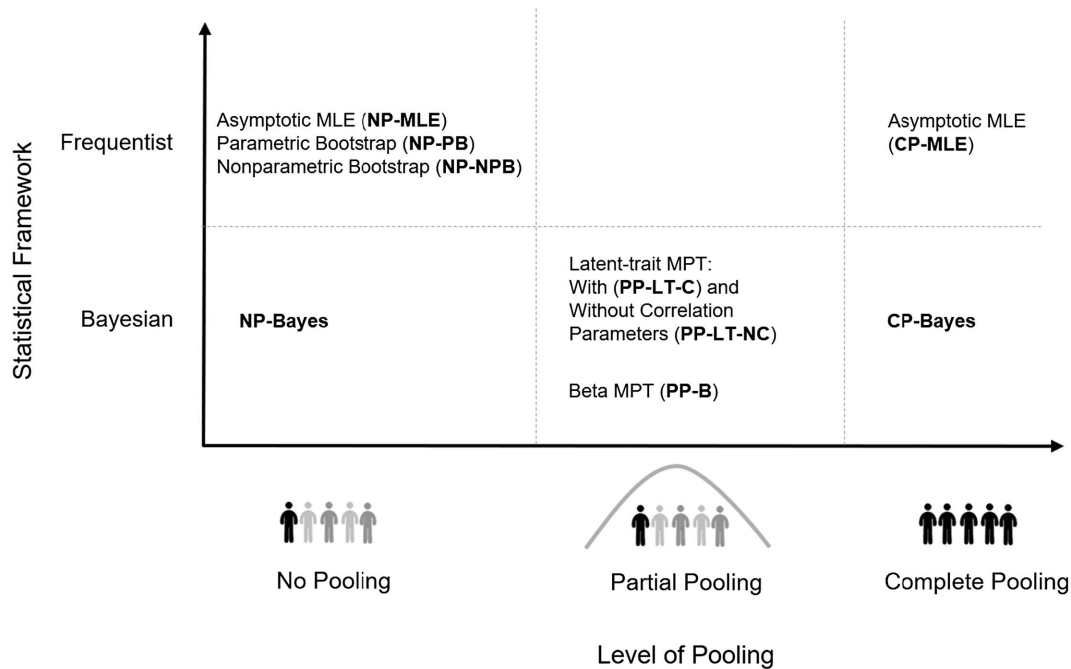 Statistical Framework
Frequentist
Asymptotic MLE (NP-MLE)
Parametric Bootstrap (NP-PB)
Nonparametric Bootstrap (NP-NPB)
Asymptotic MLE
(CP-MLE)
Bayesian
NP-Bayes
Latent-trait MPT:
With (PP-LT-C) and
Without Correlation
Parameters (PP-LT-NC)
Beta MPT (PP-B)
CP-Bayes
No Pooling
Partial Pooling
Complete Pooling
Level of Pooling